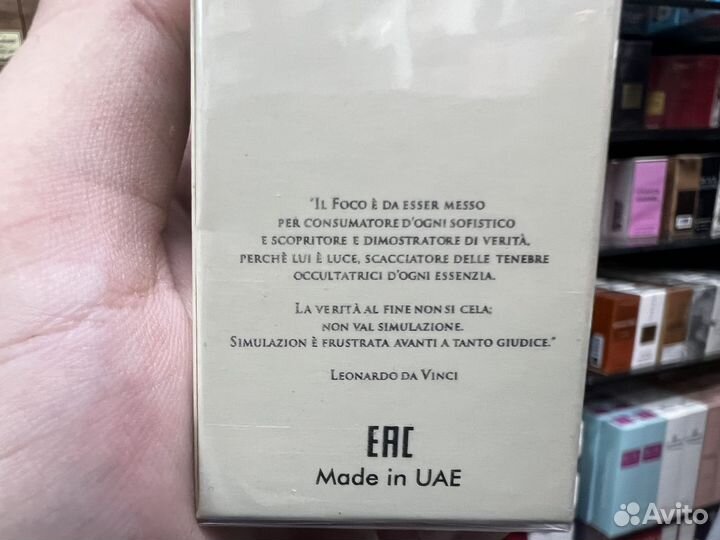 "Il Foco è da esser messo
per consumatore d'ogni sofistico
e scopritore e dimostratore di verità,
perchè lui è luce, scacciatore delle tenebre
occultatrici d'ogni essenzia.
La verità al fine non si cela;
non val simulazione.
Simulazion è frustrata avanti a tanto giudice."
Leonardo da Vinci
EAC
Made in UAE
Avito